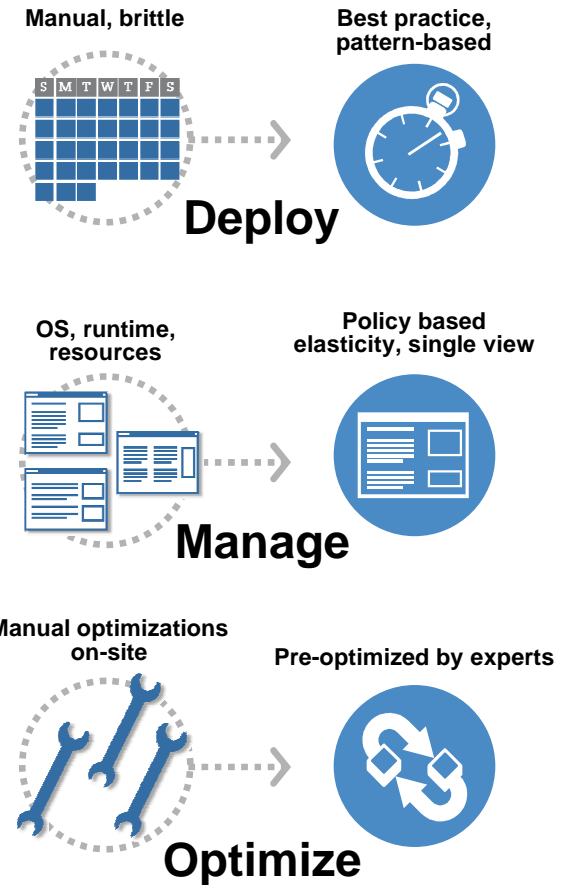 Manual, brittle
Best practice,
pattern-based
S M T W T F S
Deploy
OS, runtime,
resources
Policy based
elasticity, single view
Manage
Manual optimizations
on-site
Pre-optimized by experts
Optimize